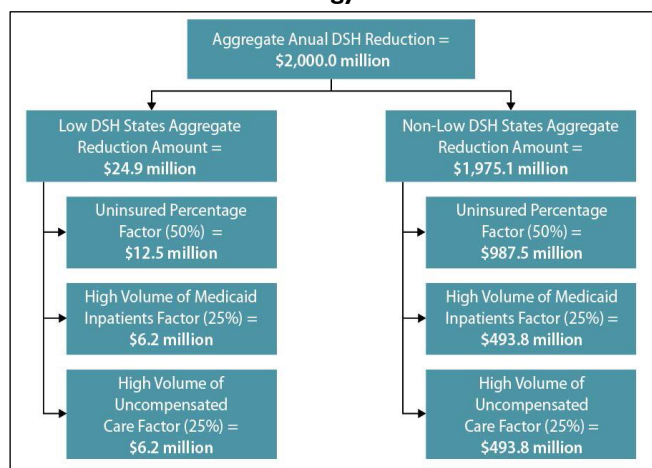 gy
Aggregate Anual DSH Reduction =
$2,000.0 million
Low DSH States Aggregate
Reduction Amount =
$24.9 million
Uninsured Percentage
Factor (50%) =
$12.5 million
High Volume of Medicaid
Inpatients Factor (25%) =
$6.2 million
High Volume of
Uncompensated
Care Factor (25%) =
$6.2 million
Non-Low DSH States Aggregate
Reduction Amount =
$1,975.1 million
Uninsured Percentage
Factor (50%) =
$987.5 million
High Volume of Medicaid
Inpatients Factor (25%) =
$493.8 million
High Volume of
Uncompensated
Care Factor (25%) =
$493.8 million